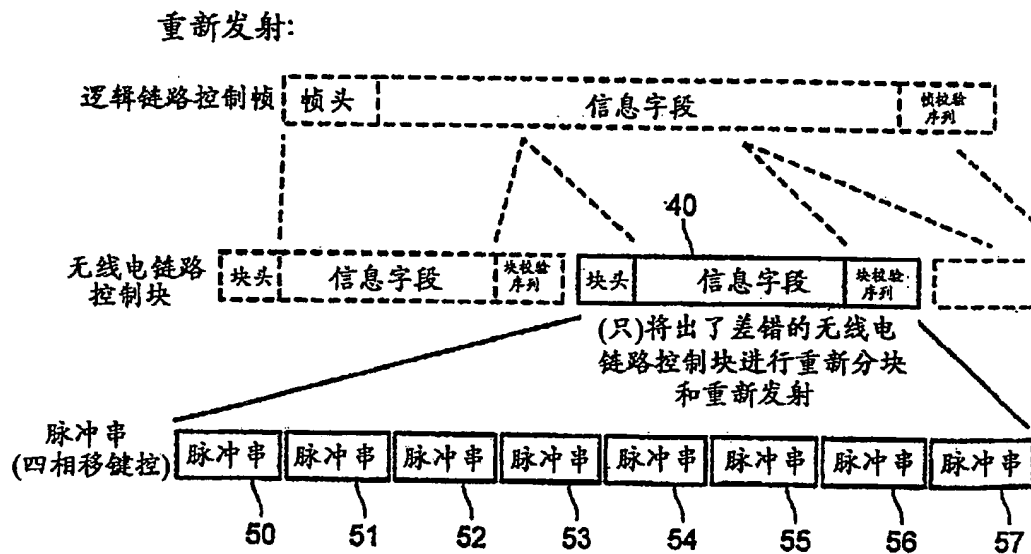 重新发射:
逻辑链路控制帧 帧头 信息字段 帧校验
序列
40
无线电链路
控制块
块头 信息字段 块校验
序列
块头 信息字段 块校验
序列
(只)将出了差错的无线电
链路控制块进行重新分块
和重新发射
脉冲串
(四相移键控)
脉冲串 脉冲串 脉冲串 脉冲串 脉冲串 脉冲串 脉冲串 脉冲串
50 51 52 53 54 55 56 57